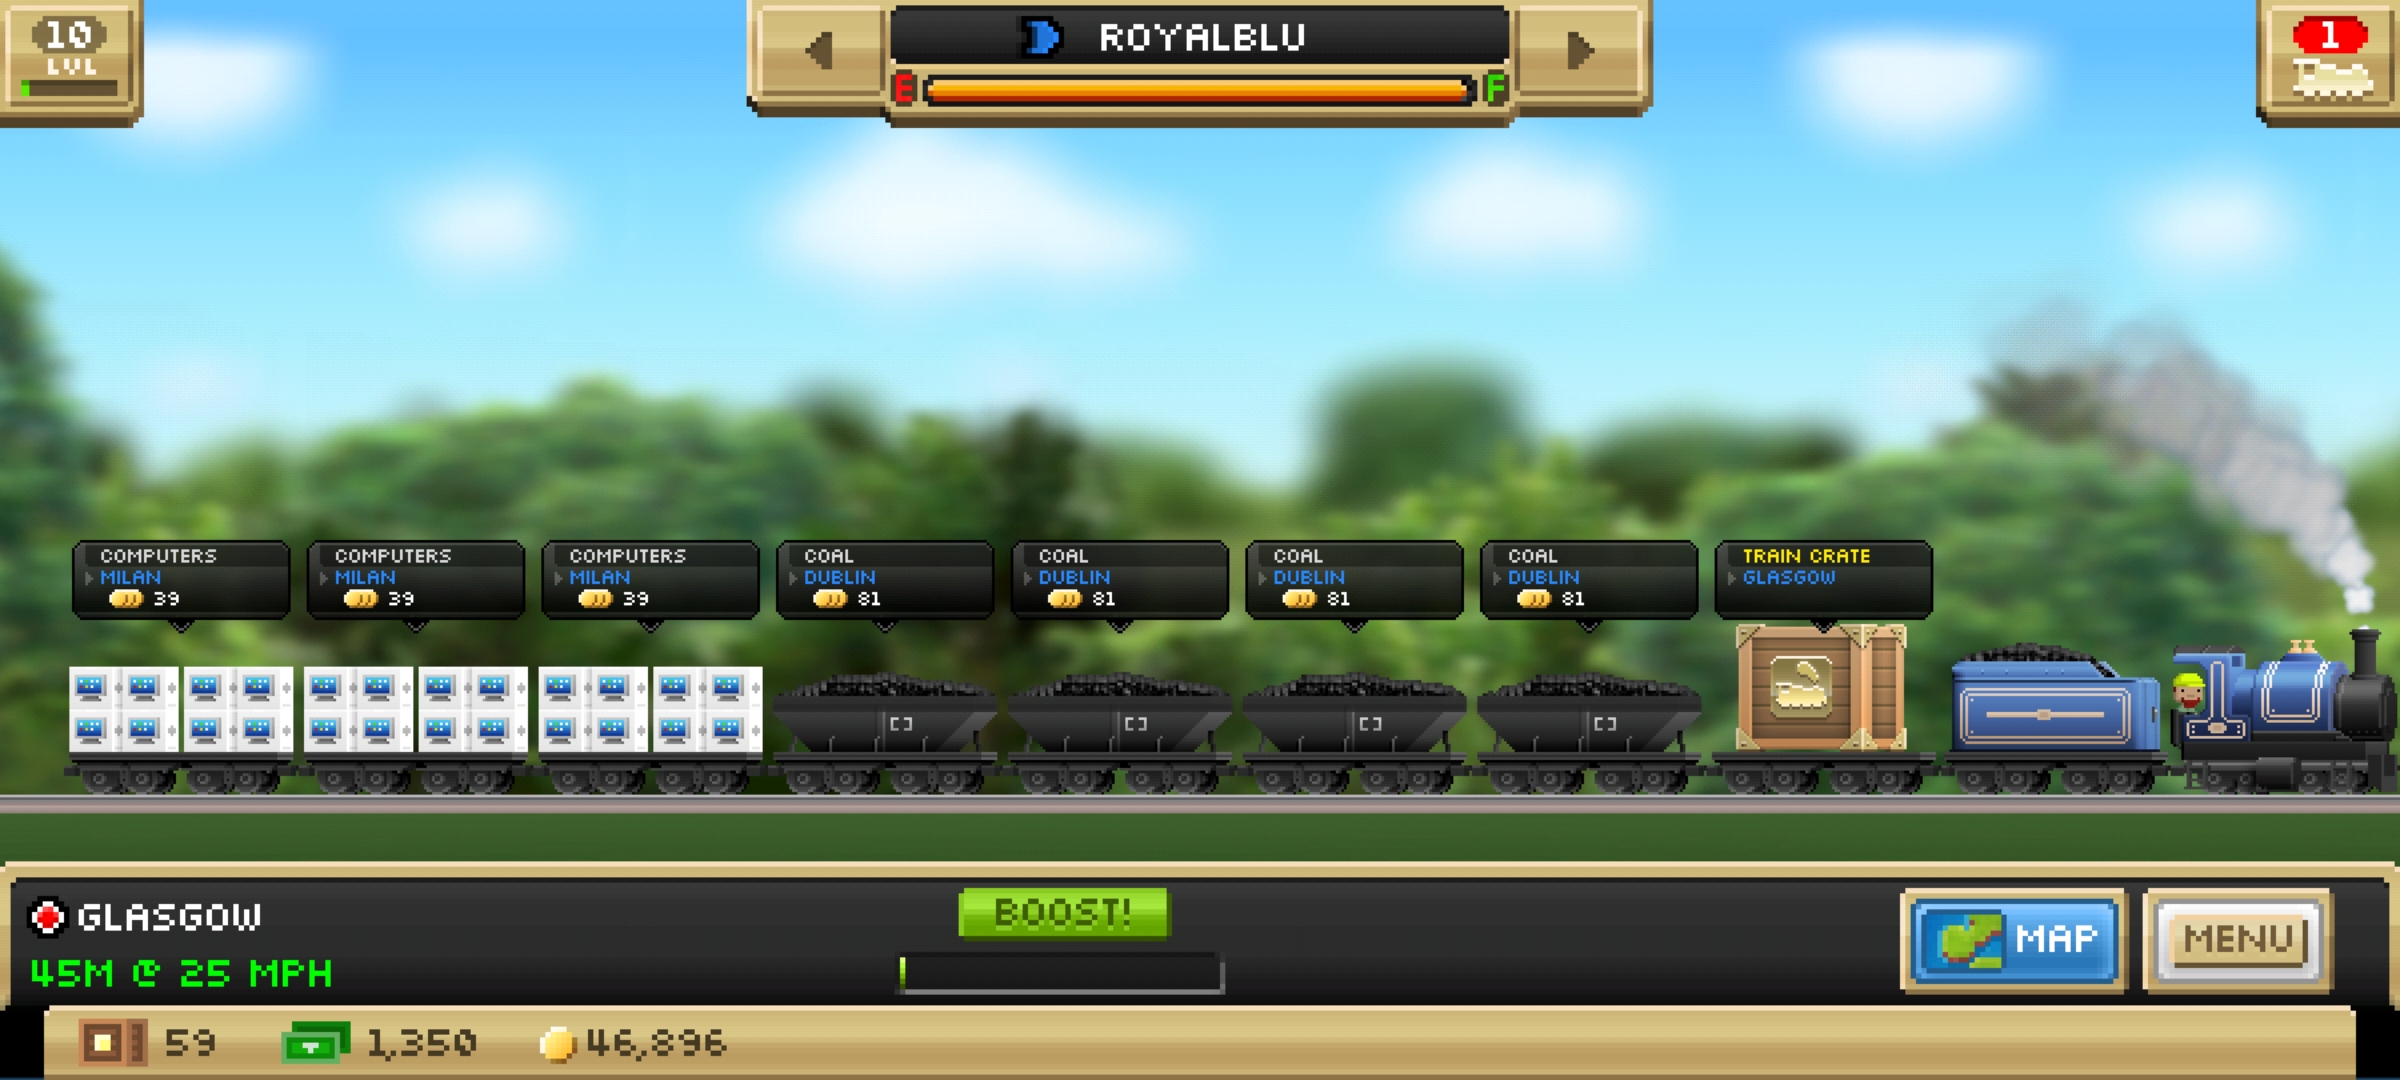 10
LVL
ROYALBLU
E
F
1
COMPUTERS
MILAN
39
COMPUTERS
MILAN
39
COMPUTERS
MILAN
39
COAL
DUBLIN
81
COAL
DUBLIN
81
COAL
DUBLIN
81
COAL
DUBLIN
81
TRAIN CRATE
GLASGOW
GLASGOW
45M @ 25 MPH
BOOST!
MAP
MENU
59
1,350
46,896